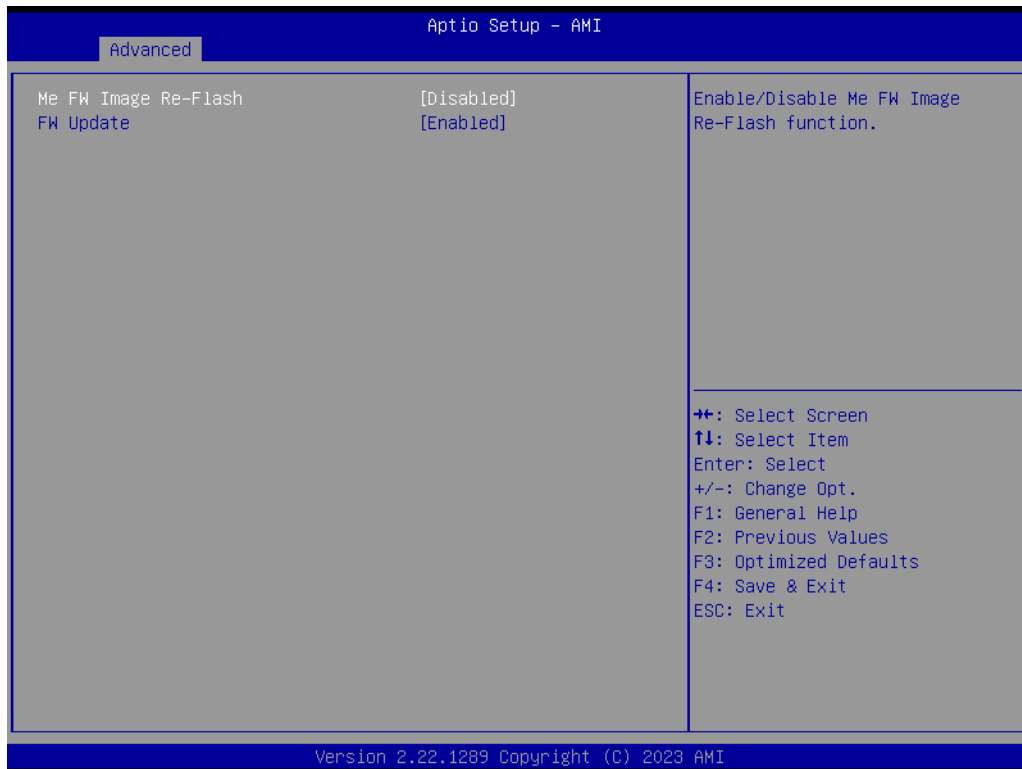 Aptio Setup – AMI
Advanced
Me FW Image Re-Flash [Disabled]
FW Update [Enabled]
Enable/Disable Me FW Image
Re-Flash function.
→←: Select Screen
↑↓: Select Item
Enter: Select
+/-: Change Opt.
F1: General Help
F2: Previous Values
F3: Optimized Defaults
F4: Save & Exit
ESC: Exit
Version 2.22.1289 Copyright (C) 2023 AMI